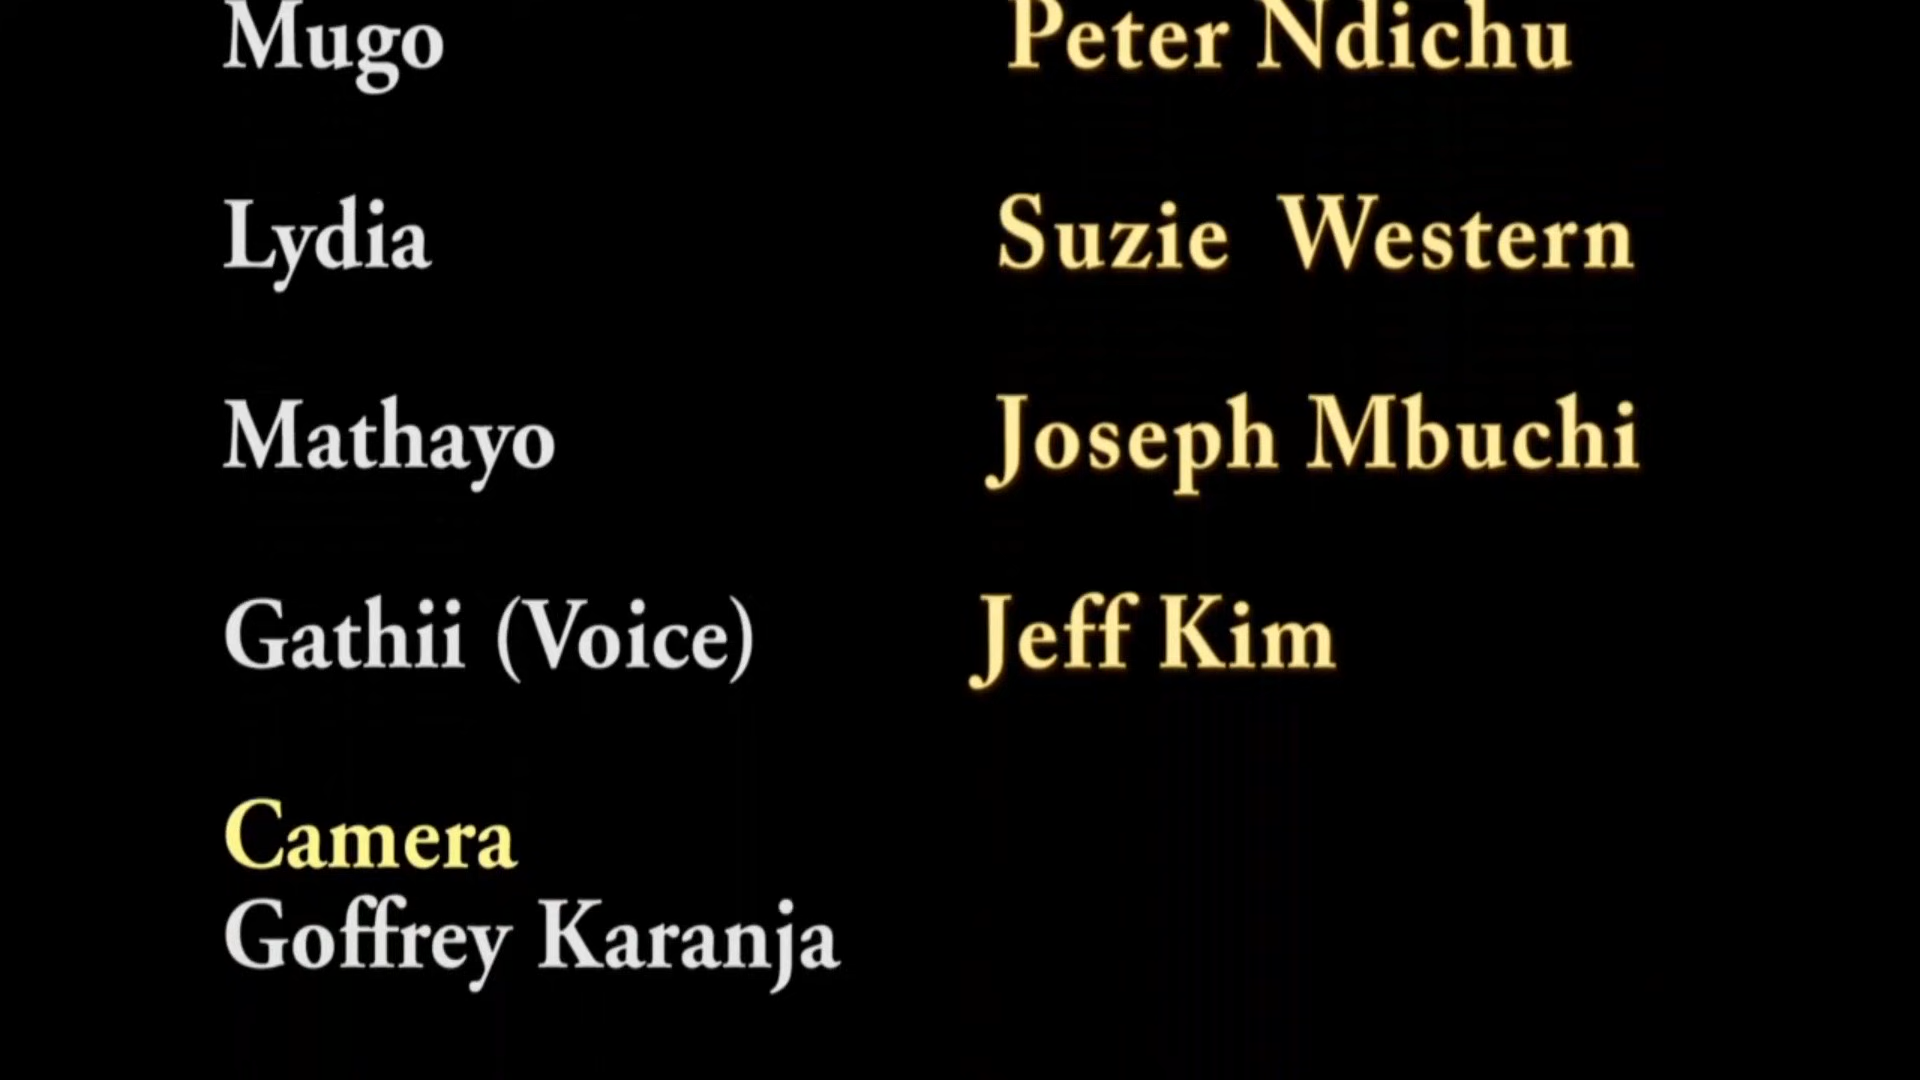 Mugo Peter Ndichu
Lydia Suzie Western
Mathayo Joseph Mbuchi
Gathii (Voice) Jeff Kim
Camera
Goffrey Karanja